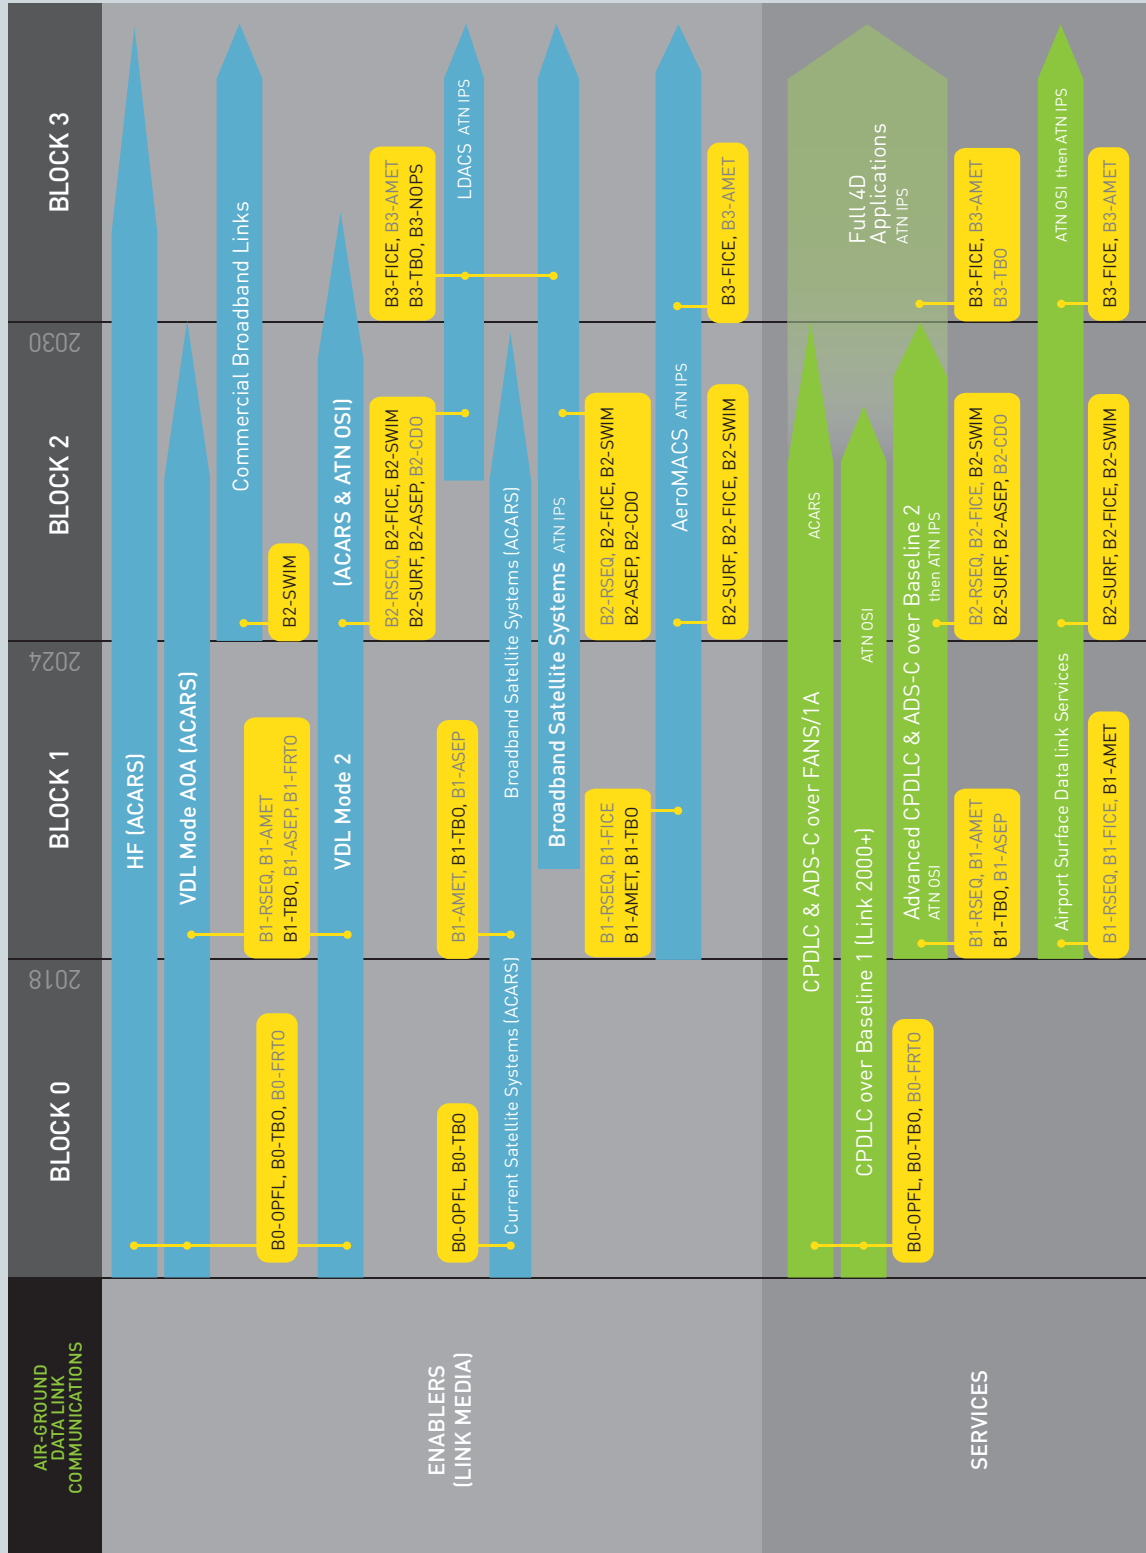 AIR-GROUND
DATA LINK
COMMUNICATIONS
BLOCK 0
2018
BLOCK 1
2024
BLOCK 2
2030
BLOCK 3
ENABLERS
(LINK MEDIA)
HF (ACARS)
VDL Mode A0A (ACARS)
Commercial Broadband Links
B2-SWIM
B0-OPFL, B0-TBO, B0-FRTO
B1-RSEQ, B1-AMET
B1-TBO, B1-ASEP, B1-FRTO
VDL Mode 2
(ACARS & ATN OSI)
B2-RSEQ, B2-FICE, B2-SWIM
B2-SURF, B2-ASEP, B2-CDO
B3-FICE, B3-AMET
B3-TBO, B3-NOPS
LDACS ATN IPS
B0-OPFL, B0-TBO
B1-AMET, B1-TBO, B1-ASEP
Current Satellite Systems (ACARS)
Broadband Satellite Systems (ACARS)
Broadband Satellite Systems ATN IPS
B1-RSEQ, B1-FICE
B1-AMET, B1-TBO
B2-RSEQ, B2-FICE, B2-SWIM
B2-ASEP, B2-CDO
AeroMACS ATN IPS
B2-SURF, B2-FICE, B2-SWIM
B3-FICE, B3-AMET
SERVICES
CPDLC & ADS-C over FANS/1A
ACARS
CPDLC over Baseline 1 (Link 2000+)
ATN OSI
Full 4D
Applications
ATN IPS
B0-OPFL, B0-TBO, B0-FRTO
Advanced CPDLC & ADS-C over Baseline 2
ATN OSI
then ATN IPS
B1-RSEQ, B1-AMET
B1-TBO, B1-ASEP
B2-RSEQ, B2-FICE, B2-SWIM
B2-SURF, B2-ASEP, B2-CDO
B3-FICE, B3-AMET
B3-TBO
Airport Surface Data link Services
ATN OSI then ATN IPS
B1-RSEQ, B1-FICE, B1-AMET
B2-SURF, B2-FICE, B2-SWIM
B3-FICE, B3-AMET